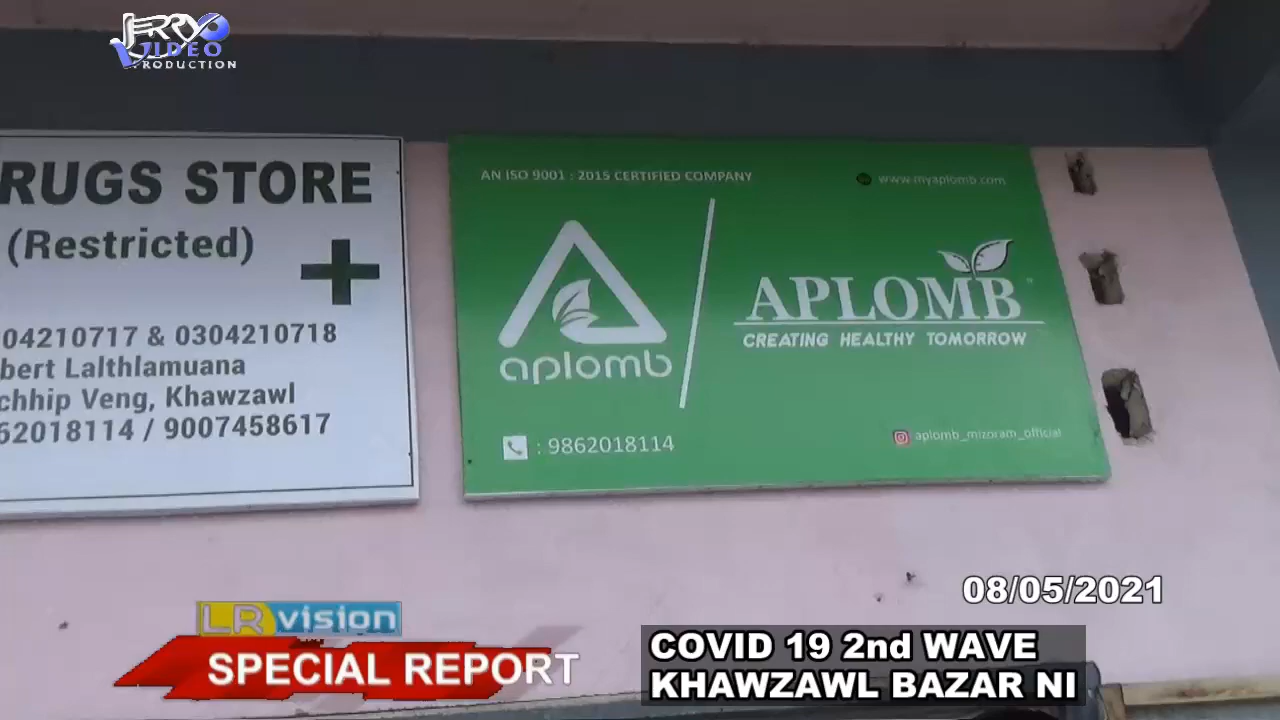 JERRY
VIDEO
PRODUCTION
RUGS STORE
(Restricted)
04210717 & 0304210718
bert Lalthlamuana
chhip Veng, Khawzawl
62018114 / 9007458617
AN ISO 9001 : 2015 CERTIFIED COMPANY
www.myaplomb.com
aplomb
APLOMB
CREATING HEALTHY TOMORROW
: 9862018114
aplomb_mizoram_official
08/05/2021
LR vision
SPECIAL REPORT
COVID 19 2nd WAVE
KHAWZAWL BAZAR NI